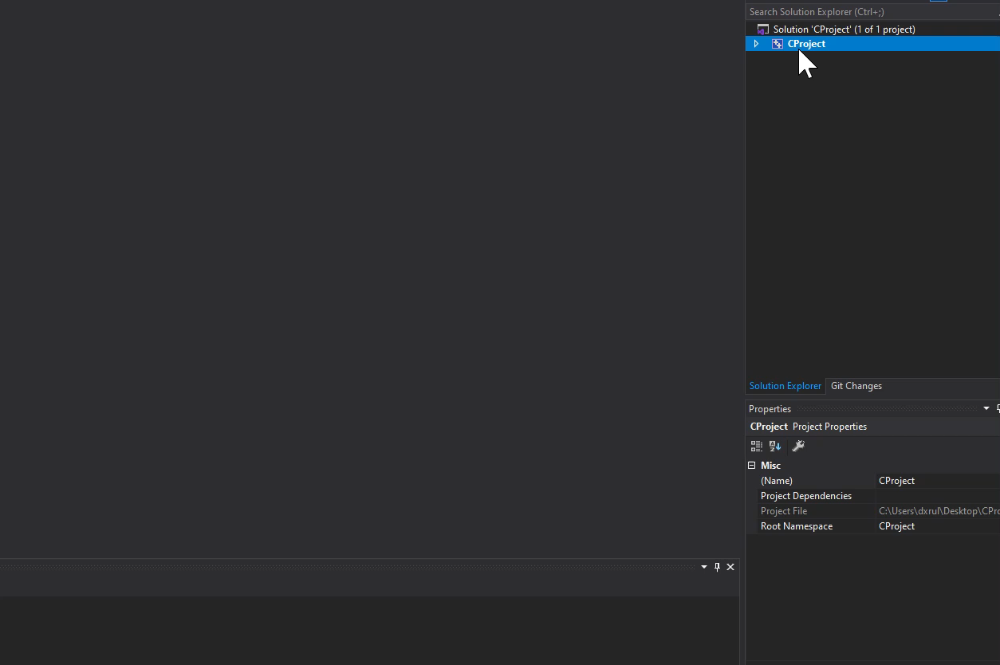 Search Solution Explorer (Ctrl+;)
Solution 'CProject' (1 of 1 project)
CProject
Solution Explorer Git Changes
Properties
CProject Project Properties
Misc
(Name) CProject
Project Dependencies
Project File C:\Users\dxrul\Desktop\CPro
Root Namespace CProject